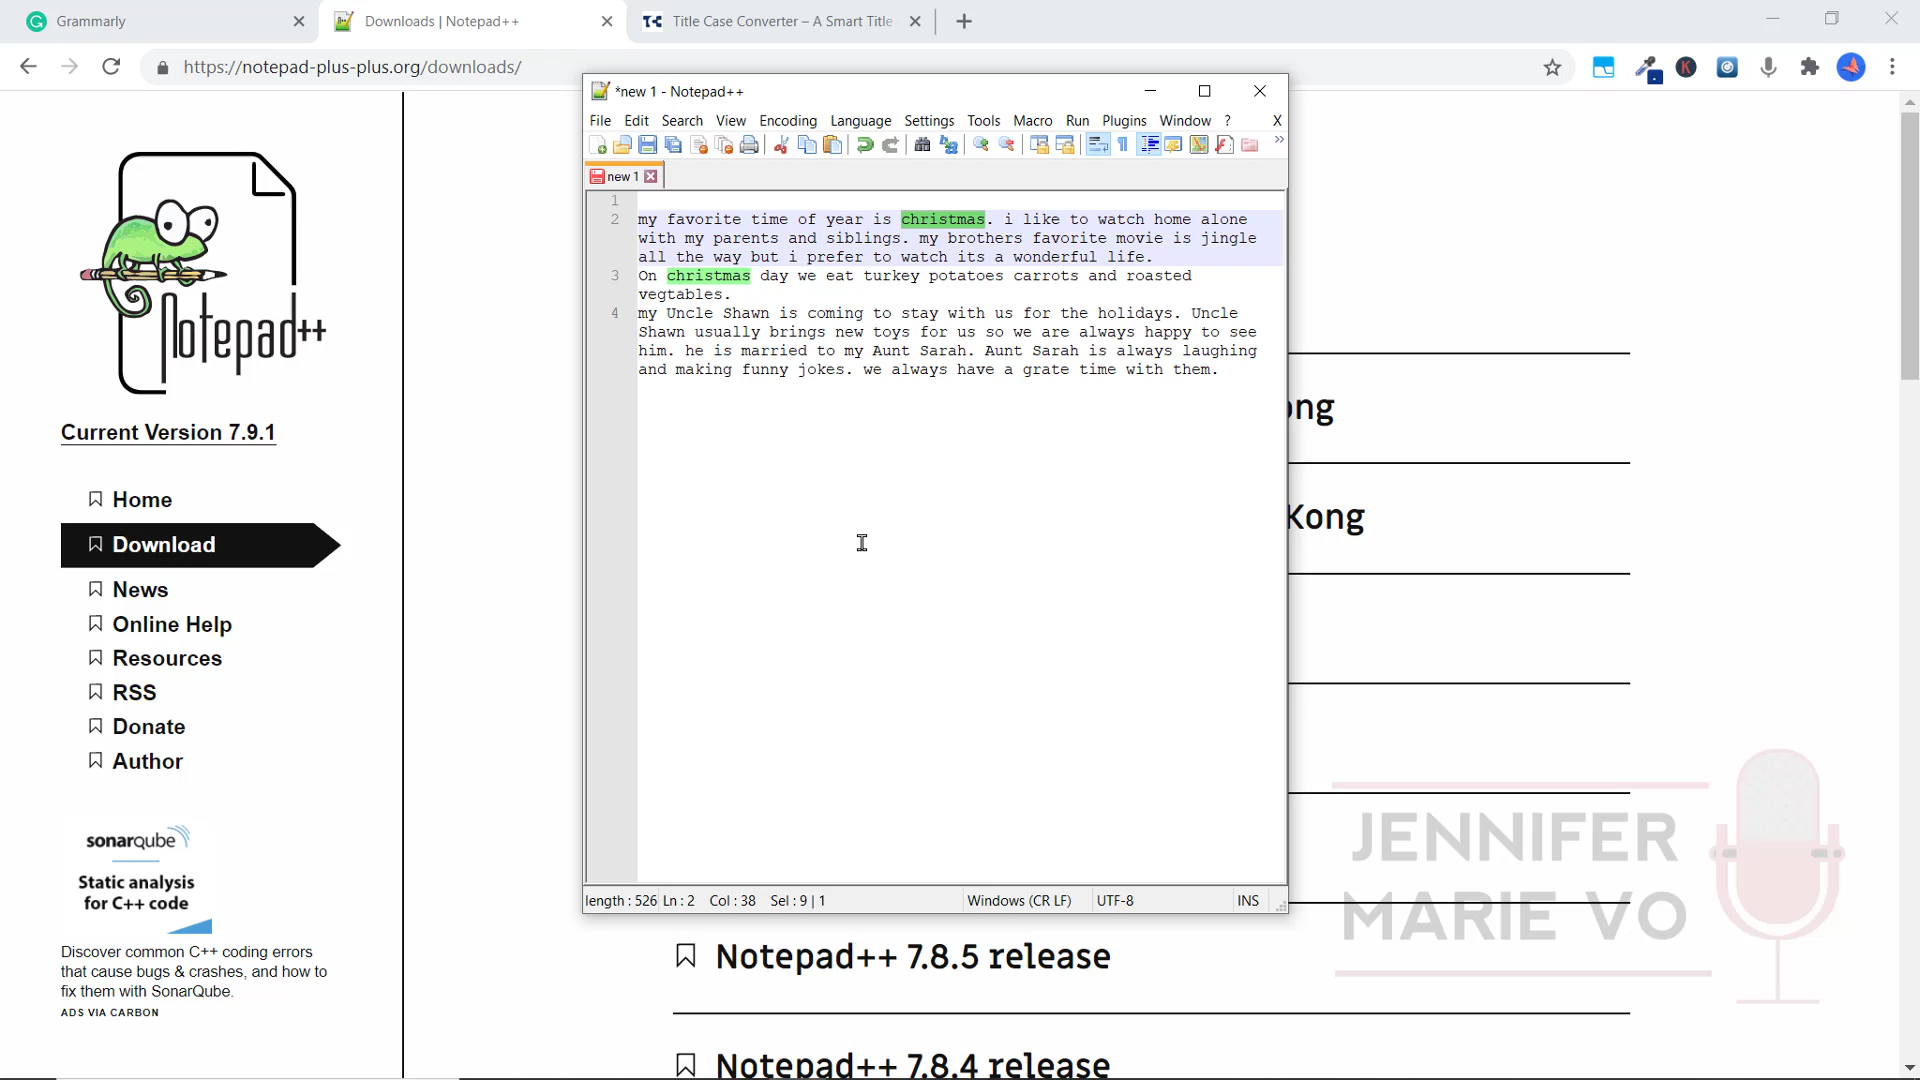 Grammarly
Downloads | Notepad++
Title Case Converter – A Smart Title
https://notepad-plus-plus.org/downloads/
Notepad++
Current Version 7.9.1
Home
Download
News
Online Help
Resources
RSS
Donate
Author
sonarqube
Static analysis
for C++ code
Discover common C++ coding errors
that cause bugs & crashes, and how to
fix them with SonarQube.
ADS VIA CARBON
*new 1 - Notepad++
File Edit Search View Encoding Language Settings Tools Macro Run Plugins Window ? X
new 1
1
2 my favorite time of year is christmas. i like to watch home alone
with my parents and siblings. my brothers favorite movie is jingle
all the way but i prefer to watch its a wonderful life.
3 On christmas day we eat turkey potatoes carrots and roasted
vegtables.
4 my Uncle Shawn is coming to stay with us for the holidays. Uncle
Shawn usually brings new toys for us so we are always happy to see
him. he is married to my Aunt Sarah. Aunt Sarah is always laughing
and making funny jokes. we always have a grate time with them.
length : 526 Ln : 2 Col : 38 Sel : 9 | 1 Windows (CR LF) UTF-8 INS
Kong
Notepad++ 7.8.5 release
Notepad++ 7.8.4 release
JENNIFER
MARIE VO